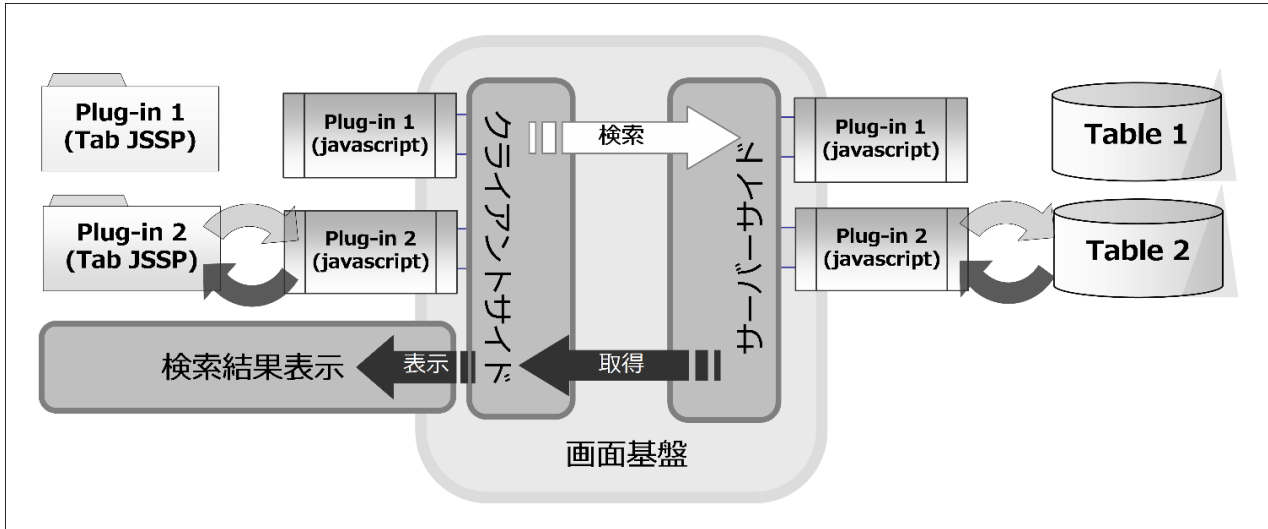 Plug-in 1
(Tab JSSP)
Plug-in 1
(javascript)
クライアントサイド
検索
サーバーサイド
Plug-in 1
(javascript)
Table 1
Plug-in 2
(Tab JSSP)
Plug-in 2
(javascript)
Plug-in 2
(javascript)
Table 2
検索結果表示
表示
取得
画面基盤